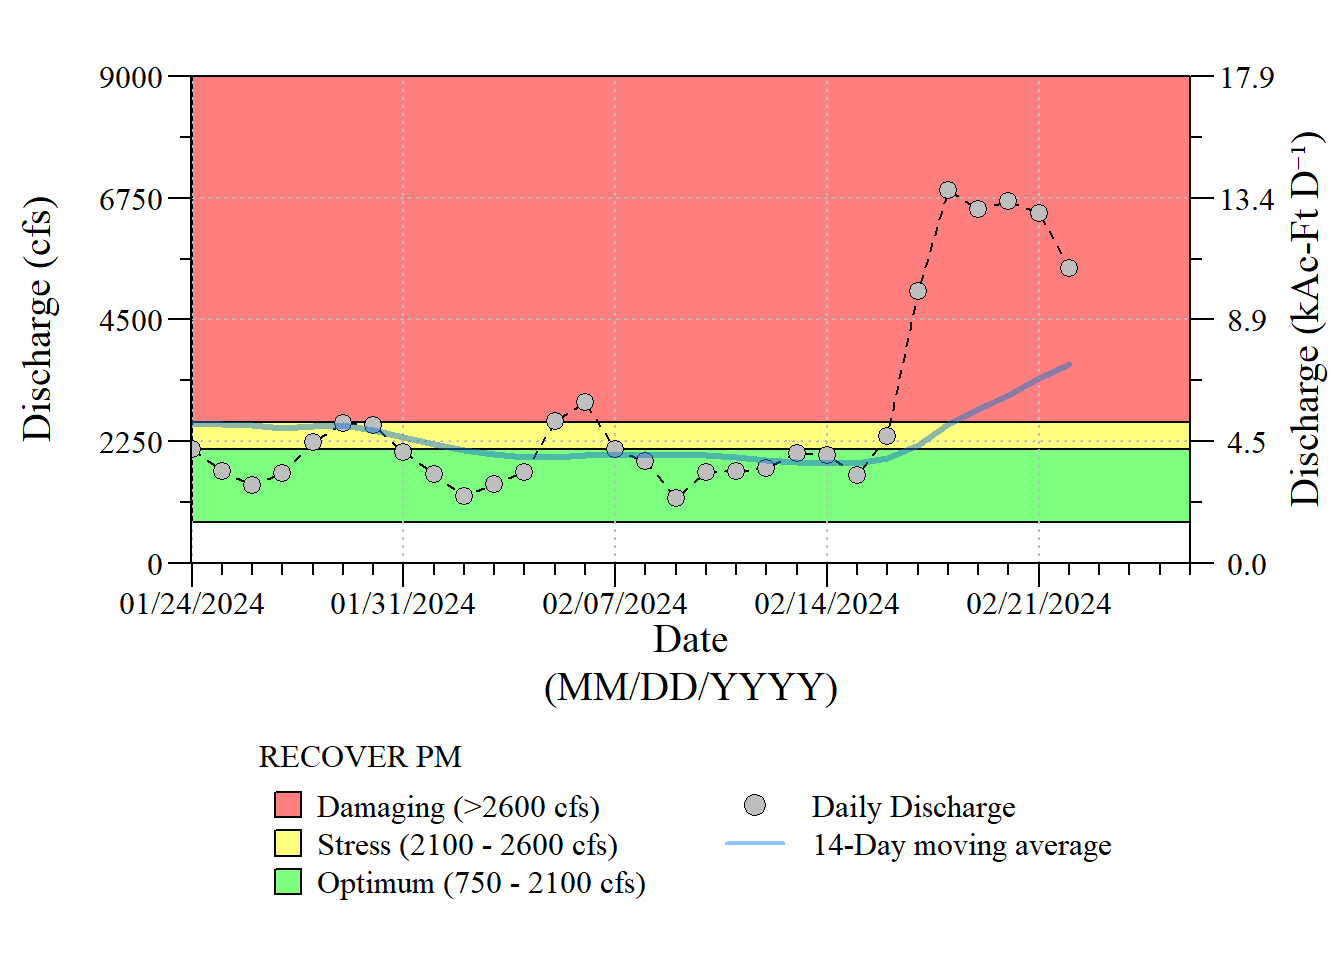 9000
6750
4500
2250
0
Discharge (cfs)
17.9
13.4
8.9
4.5
0.0
Discharge (kAc-Ft D⁻¹)
01/24/2024
01/31/2024
02/07/2024
02/14/2024
02/21/2024
Date
(MM/DD/YYYY)
RECOVER PM
Damaging (>2600 cfs)
Stress (2100 - 2600 cfs)
Optimum (750 - 2100 cfs)
Daily Discharge
14-Day moving average